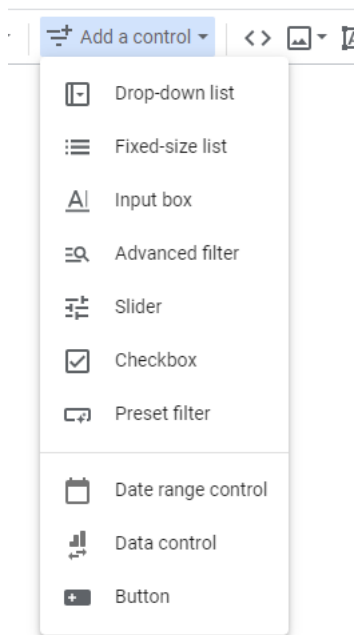 Add a control
Drop-down list
Fixed-size list
Input box
Advanced filter
Slider
Checkbox
Preset filter
Date range control
Data control
Button